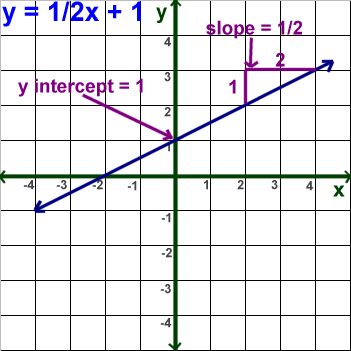 y = 1/2x + 1
y
slope = 1/2
4
3
2
1
y intercept = 1
2
1
-4 -3 -2 -1 1 2 3 4
x
-1
-2
-3
-4